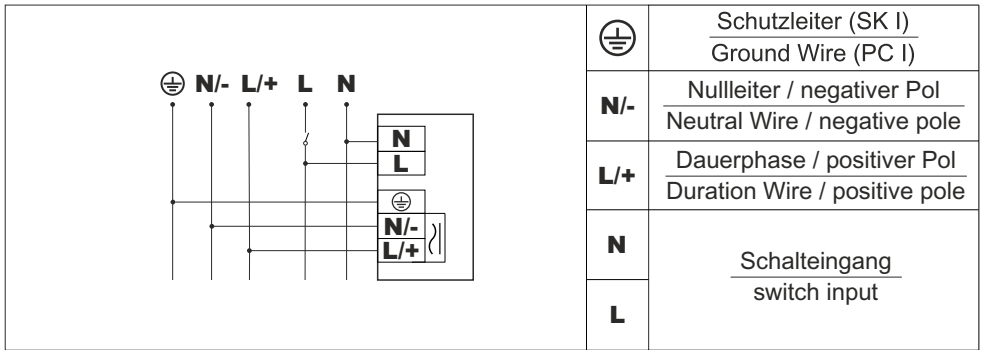 N/- L/+ L N
N
L
N/-
L/+
Schutzleiter (SK I)
Ground Wire (PC I)
N/-
Nullleiter / negativer Pol
Neutral Wire / negative pole
L/+
Dauerphase / positiver Pol
Duration Wire / positive pole
N
L
Schalteingang
switch input